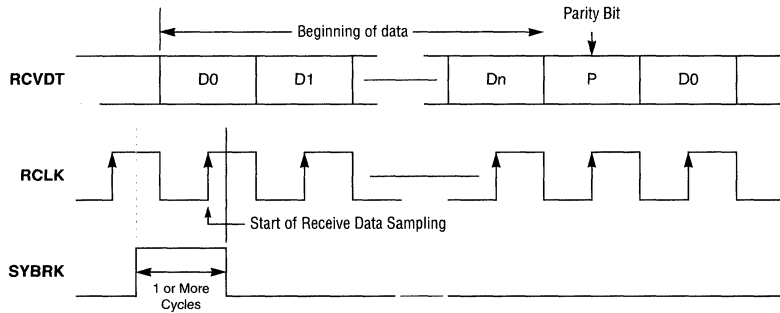 Parity Bit
Beginning of data
RCVDT
D0
D1
Dn
P
D0
RCLK
Start of Receive Data Sampling
SYBRK
1 or More
Cycles